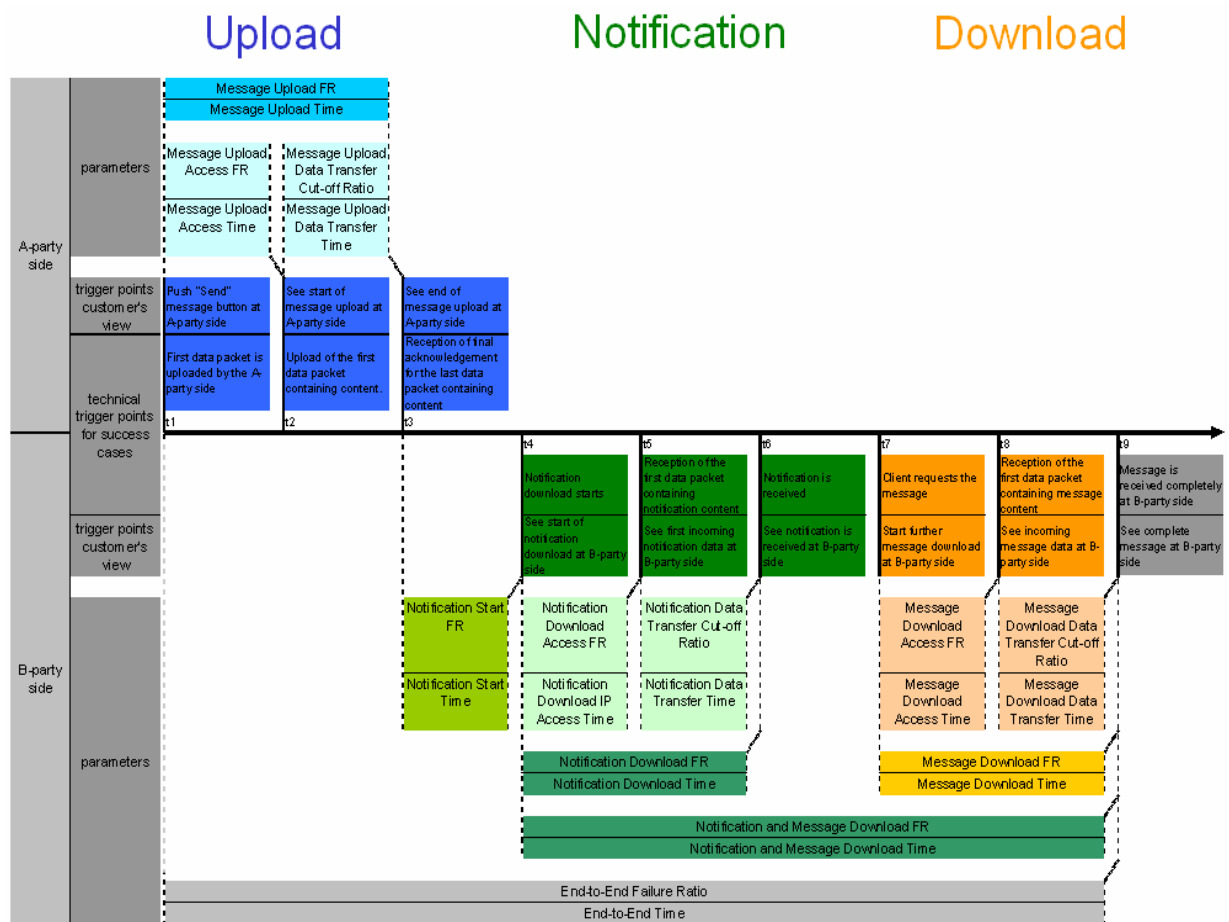 Upload
Notification
Download
Message Upload FR
Message Upload Time
parameters
Message Upload
Access FR
Message Upload
Access Time
Message Upload
Data Transfer
Cut-off Ratio
Message Upload
Data Transfer
Time
A-party
side
trigger points
customer's
view
Push "Send"
message button at
A-party side
See start of
message upload at
A-party side
See end of
message upload at
A-party side
technical
trigger points
for success
cases
First data packet is
uploaded by the A-
party side
Upload of the first
data packet
containing content.
Reception of final
acknowledgement
for the last data
packet containing
content
t1
t2
t3
t4
t5
t6
t7
t8
t9
Notification
download starts
Reception of the
first data packet
containing
notification content
Notification is
received
Client requests the
message
Reception of the
first data packet
containing message
content
Message is
received completely
at B-party side
trigger points
customer's
view
See start of
notification
download at B-party
side
See first incoming
notification data at
B-party side
See notification is
received at B-party
side
Start further
message download
at B-party side
See incoming
message data at B-
party side
See complete
message at B-party
side
B-party
side
parameters
Notification Start
FR
Notification Start
Time
Notification
Download
Access FR
Notification
Download IP
Access Time
Notification Data
Transfer Cut-off
Ratio
Notification Data
Transfer Time
Message
Download
Access FR
Message
Download
Access Time
Message
Download Data
Transfer Cut-off
Ratio
Message
Download Data
Transfer Time
Notification Download FR
Notification Download Time
Message Download FR
Message Download Time
Notification and Message Download FR
Notification and Message Download Time
End-to-End Failure Ratio
End-to-End Time